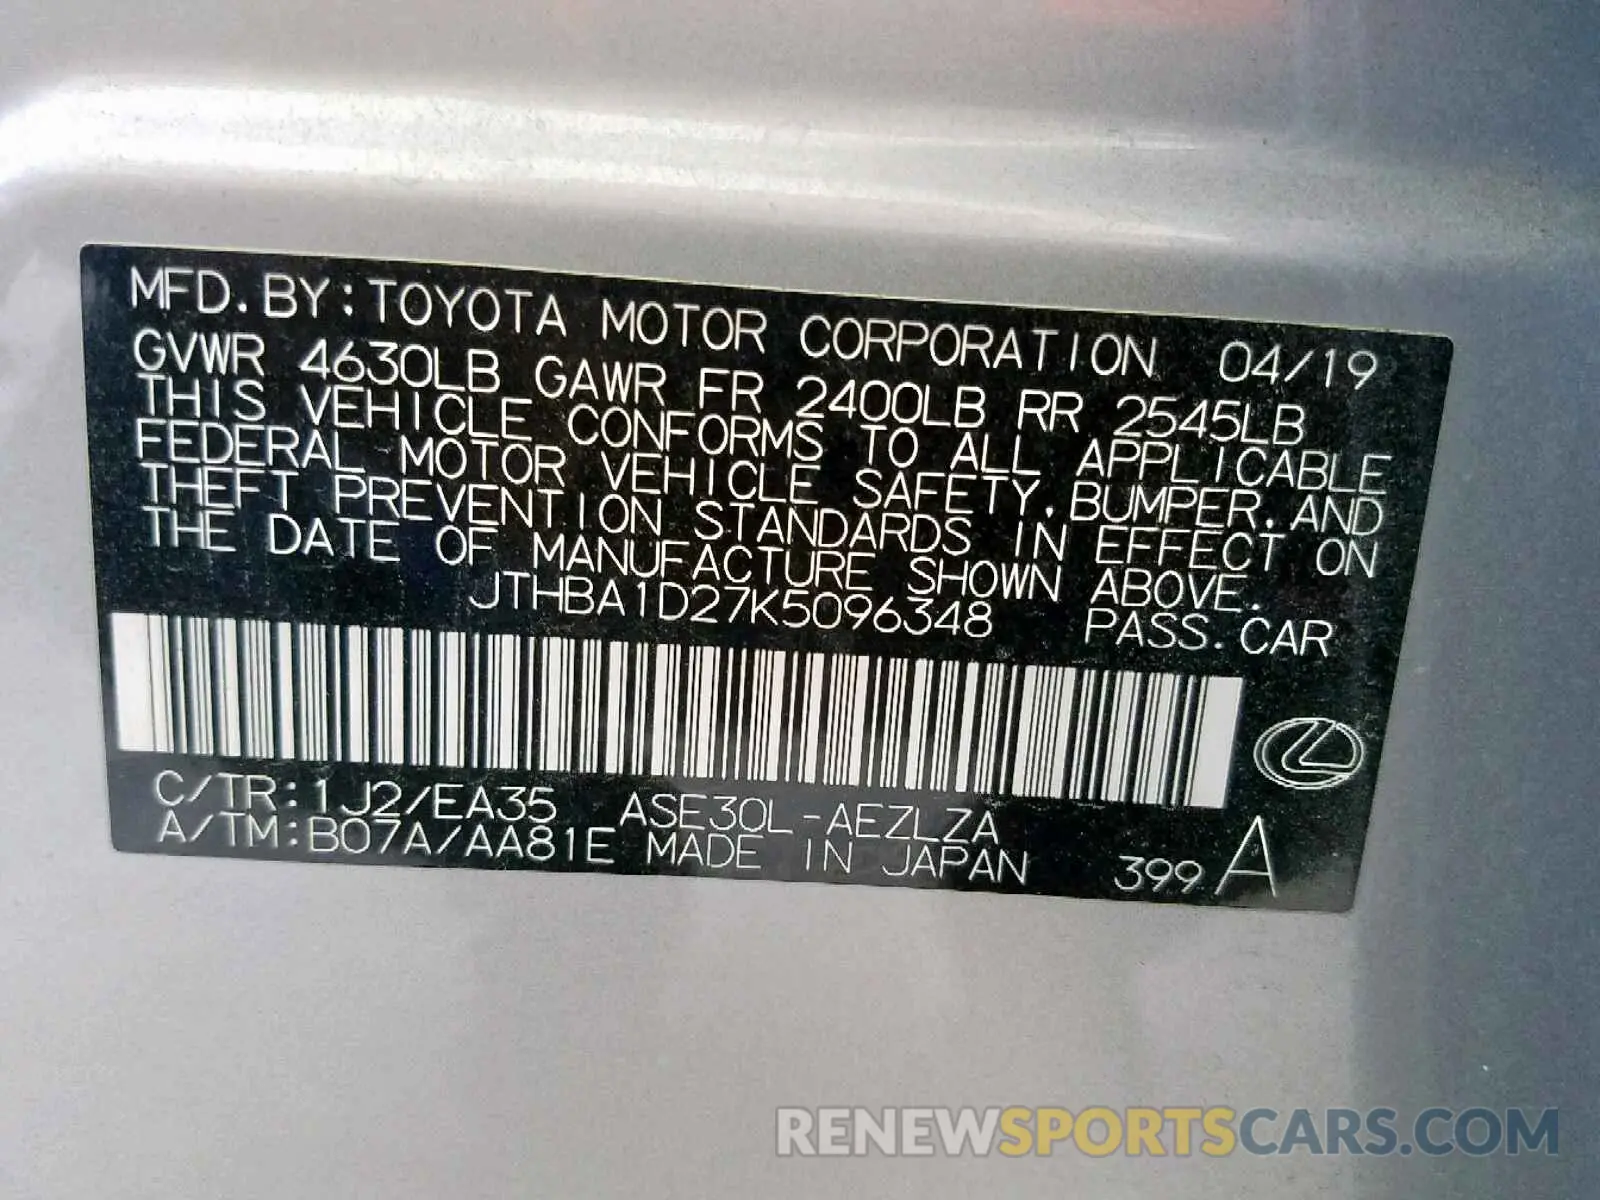 MFD.BY:TOYOTA MOTOR CORPORATION 04/19
GVWR 4630LB GAWR FR 2400LB RR 2545LB
THIS VEHICLE CONFORMS TO ALL APPLICABLE
FEDERAL MOTOR VEHICLE SAFETY,BUMPER,AND
THEFT PREVENTION STANDARDS IN EFFECT ON
THE DATE OF MANUFACTURE SHOWN ABOVE.
JTHBA1D27K5096348 PASS.CAR
C/TR:1J2/EA35 ASE30L-AEZLZA
A/TM:B07A/AA81E MADE IN JAPAN 399 A
RENEWSPORTSCARS.COM